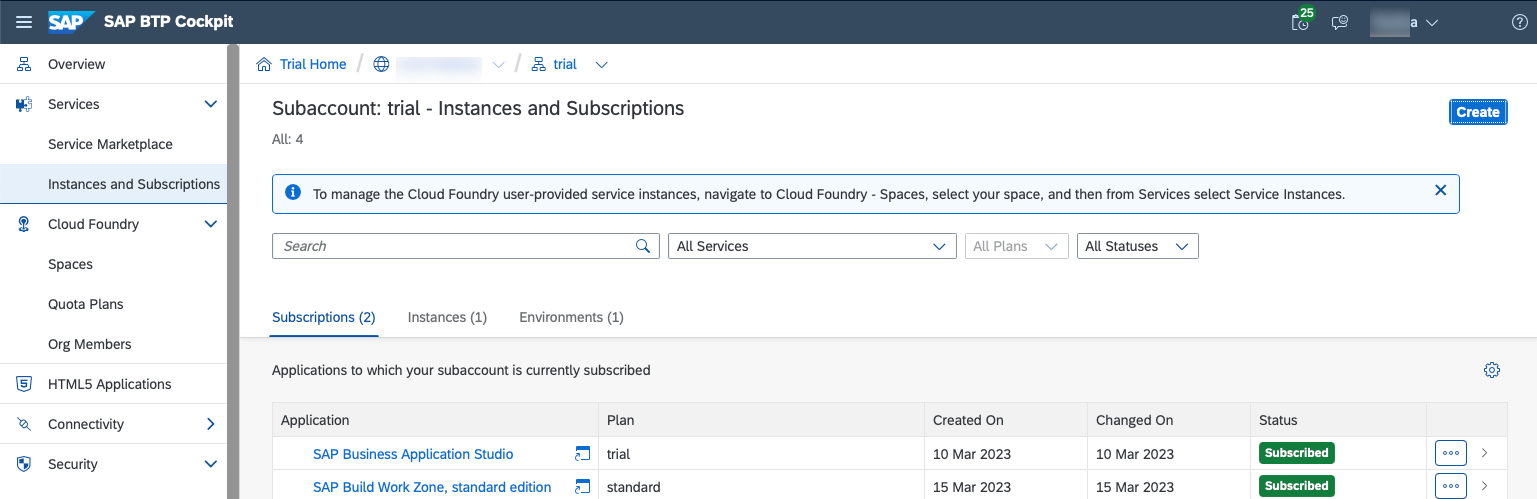 SAP SAP BTP Cockpit 25 a
Overview
Services
Service Marketplace
Instances and Subscriptions
Cloud Foundry
Spaces
Quota Plans
Org Members
HTML5 Applications
Connectivity
Security
Trial Home / / trial
Subaccount: trial - Instances and Subscriptions
Create
All: 4
To manage the Cloud Foundry user-provided service instances, navigate to Cloud Foundry - Spaces, select your space, and then from Services select Service Instances.
Search All Services All Plans All Statuses
Subscriptions (2) Instances (1) Environments (1)
Applications to which your subaccount is currently subscribed
Application Plan Created On Changed On Status
SAP Business Application Studio trial 10 Mar 2023 10 Mar 2023 Subscribed
SAP Build Work Zone, standard edition standard 15 Mar 2023 15 Mar 2023 Subscribed